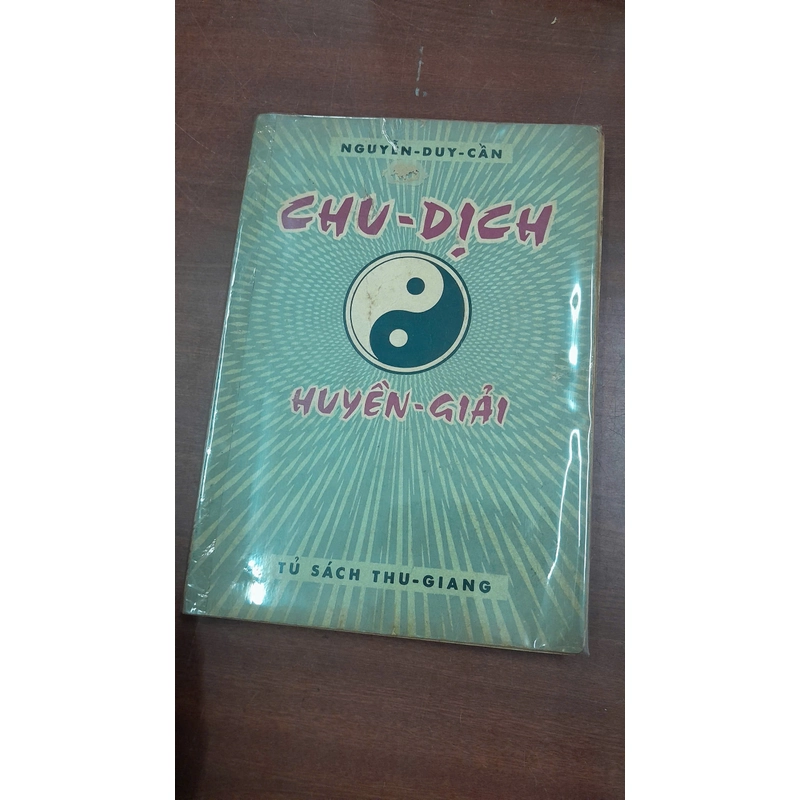 NGUYỄN-DUY-CẦN
CHU-DỊCH
HUYỀN-GIẢI
TỦ SÁCH THU-GIANG